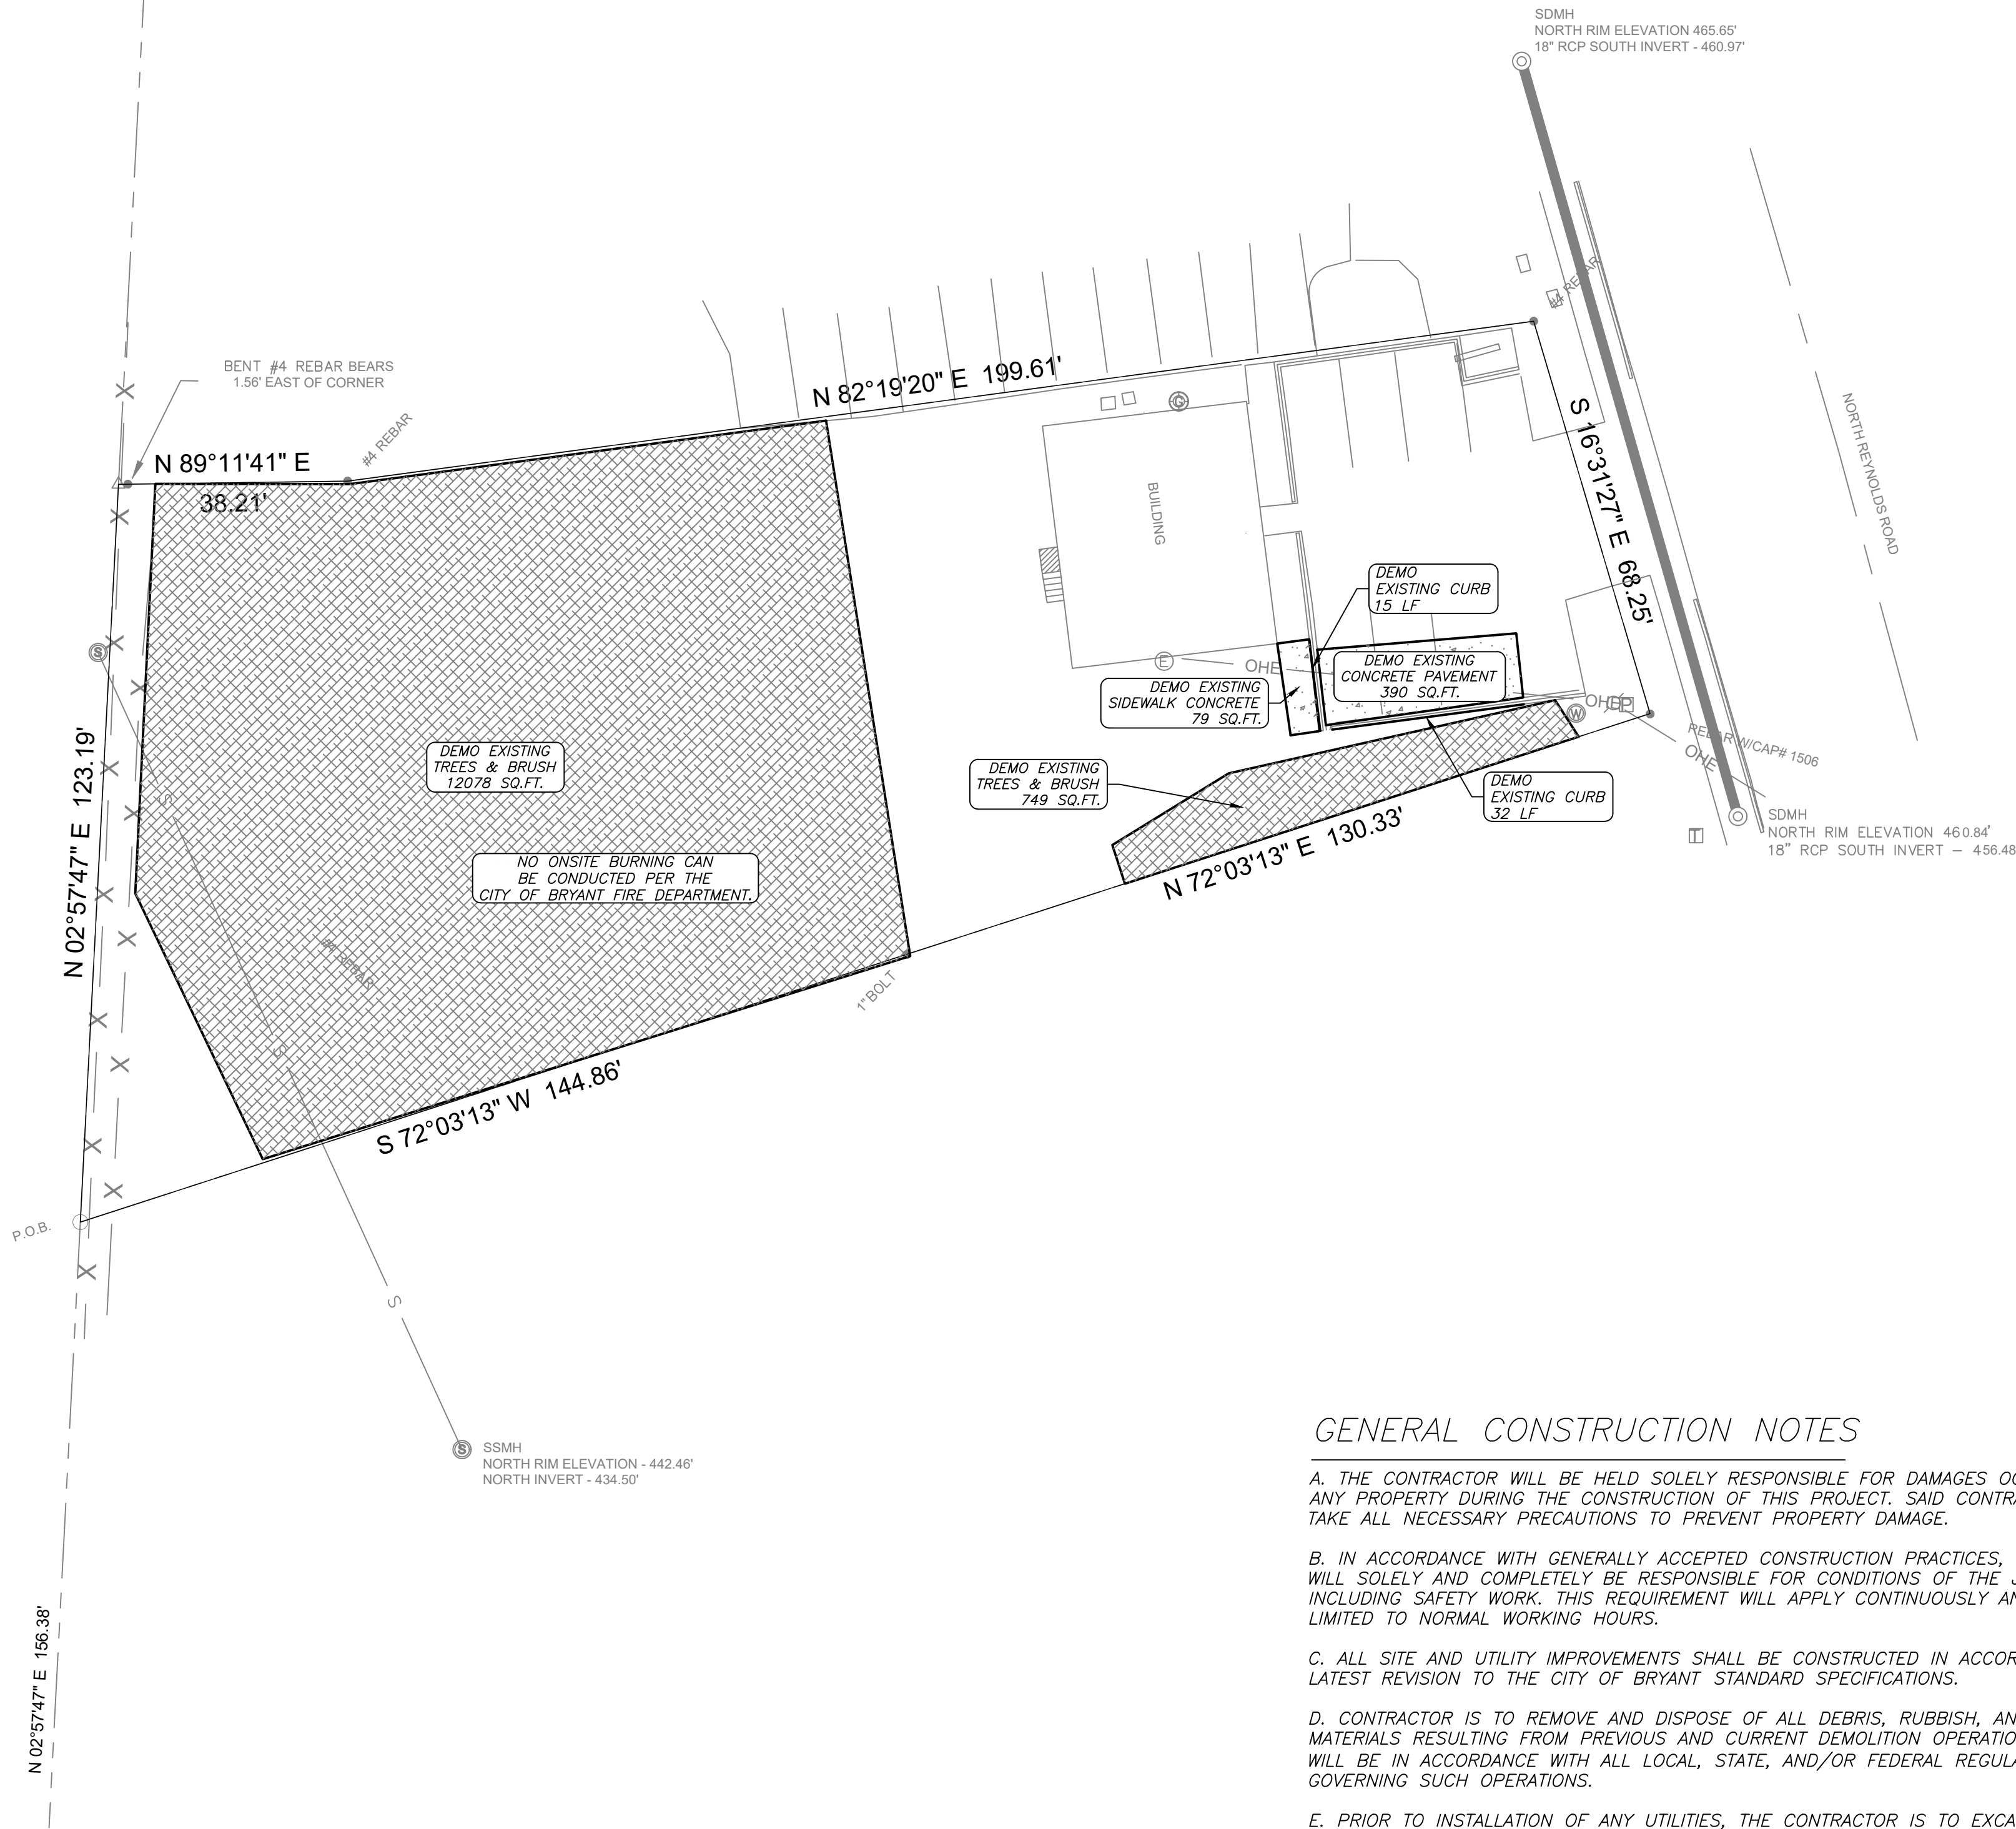 SDMH
NORTH RIM ELEVATION 465.65'
18" RCP SOUTH INVERT - 460.97'
#4 REBAR
BENT #4 REBAR BEARS
1.56' EAST OF CORNER
N 89°11'41" E
38.21'
#4 REBAR
N 82°19'20" E 199.61'
G
BUILDING
S 16°31'27" E 68.25'
NORTH REYNOLDS ROAD
DEMO
EXISTING CURB
15 LF
DEMO EXISTING
CONCRETE PAVEMENT
390 SQ.FT.
E
OHE
DEMO EXISTING
SIDEWALK CONCRETE
79 SQ.FT.
OHE
W
REBAR W/CAP# 1506
OHE
DEMO EXISTING
TREES & BRUSH
749 SQ.FT.
DEMO
EXISTING CURB
32 LF
T
SDMH
NORTH RIM ELEVATION 460.84'
18" RCP SOUTH INVERT - 456.48
N 72°03'13" E 130.33'
S
N 02°57'47" E 123.19'
X
X
X
X
X
X
X
X
X
X
X
X
X
X
S
DEMO EXISTING
TREES & BRUSH
12078 SQ.FT.
NO ONSITE BURNING CAN
BE CONDUCTED PER THE
CITY OF BRYANT FIRE DEPARTMENT.
#4 REBAR
1" BOLT
S
S 72°03'13" W 144.86'
P.O.B.
S
S
SSMH
NORTH RIM ELEVATION - 442.46'
NORTH INVERT - 434.50'
N 02°57'47" E 156.38'
GENERAL CONSTRUCTION NOTES
A. THE CONTRACTOR WILL BE HELD SOLELY RESPONSIBLE FOR DAMAGES OC
ANY PROPERTY DURING THE CONSTRUCTION OF THIS PROJECT. SAID CONTRA
TAKE ALL NECESSARY PRECAUTIONS TO PREVENT PROPERTY DAMAGE.
B. IN ACCORDANCE WITH GENERALLY ACCEPTED CONSTRUCTION PRACTICES,
WILL SOLELY AND COMPLETELY BE RESPONSIBLE FOR CONDITIONS OF THE J
INCLUDING SAFETY WORK. THIS REQUIREMENT WILL APPLY CONTINUOUSLY AN
LIMITED TO NORMAL WORKING HOURS.
C. ALL SITE AND UTILITY IMPROVEMENTS SHALL BE CONSTRUCTED IN ACCOR
LATEST REVISION TO THE CITY OF BRYANT STANDARD SPECIFICATIONS.
D. CONTRACTOR IS TO REMOVE AND DISPOSE OF ALL DEBRIS, RUBBISH, AN
MATERIALS RESULTING FROM PREVIOUS AND CURRENT DEMOLITION OPERATIO
WILL BE IN ACCORDANCE WITH ALL LOCAL, STATE, AND/OR FEDERAL REGULA
GOVERNING SUCH OPERATIONS.
E. PRIOR TO INSTALLATION OF ANY UTILITIES, THE CONTRACTOR IS TO EXCA